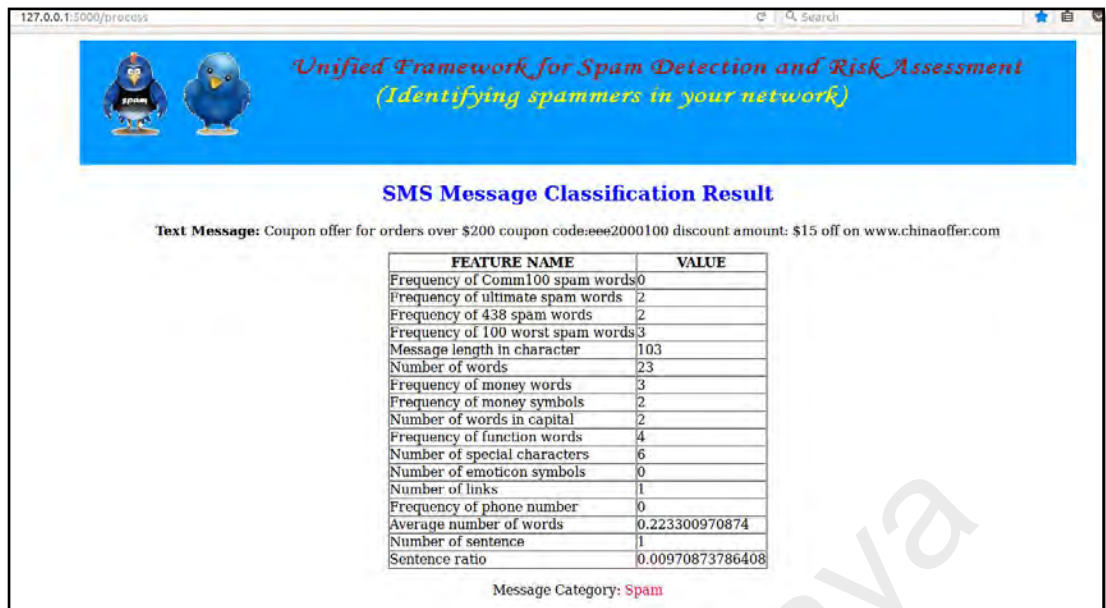 127.0.0.1:5000/process
Search
spam
Unified Framework for Spam Detection and Risk Assessment
(Identifying spammers in your network)
SMS Message Classification Result
Text Message: Coupon offer for orders over $200 coupon code:eee2000100 discount amount: $15 off on www.chinaoffer.com
FEATURE NAME VALUE
Frequency of Comm100 spam words 0
Frequency of ultimate spam words 2
Frequency of 438 spam words 2
Frequency of 100 worst spam words 3
Message length in character 103
Number of words 23
Frequency of money words 3
Frequency of money symbols 2
Number of words in capital 2
Frequency of function words 4
Number of special characters 6
Number of emoticon symbols 0
Number of links 1
Frequency of phone number 0
Average number of words 0.223300970874
Number of sentence 1
Sentence ratio 0.00970873786408
Message Category: Spam